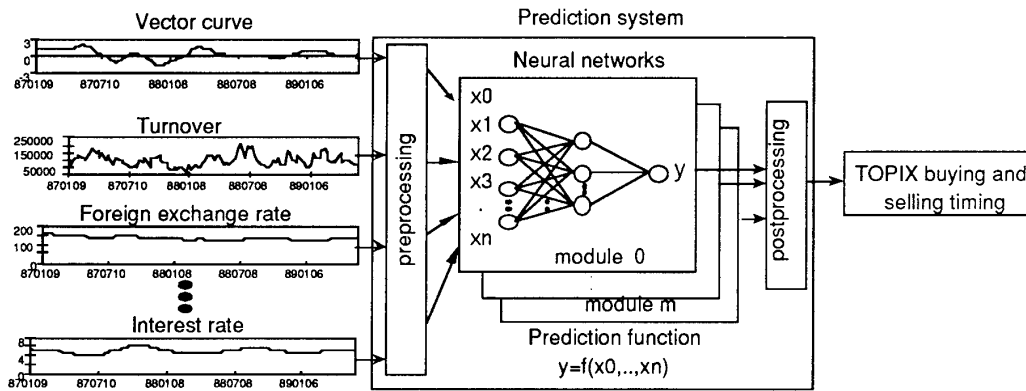 Vector curve
3
0
-3
870109 870710 880108 880708 890106
Turnover
250000
150000
50000
870109 870710 880108 880708 890106
Foreign exchange rate
200
100
0
870109 870710 880108 880708 890106
Interest rate
8
4
0
870109 870710 880108 880708 890106
Prediction system
preprocessing
Neural networks
x0
x1
x2
x3
.
xn
y
module 0
module m
Prediction function
y=f(x0,..,xn)
postprocessing
TOPIX buying and
selling timing